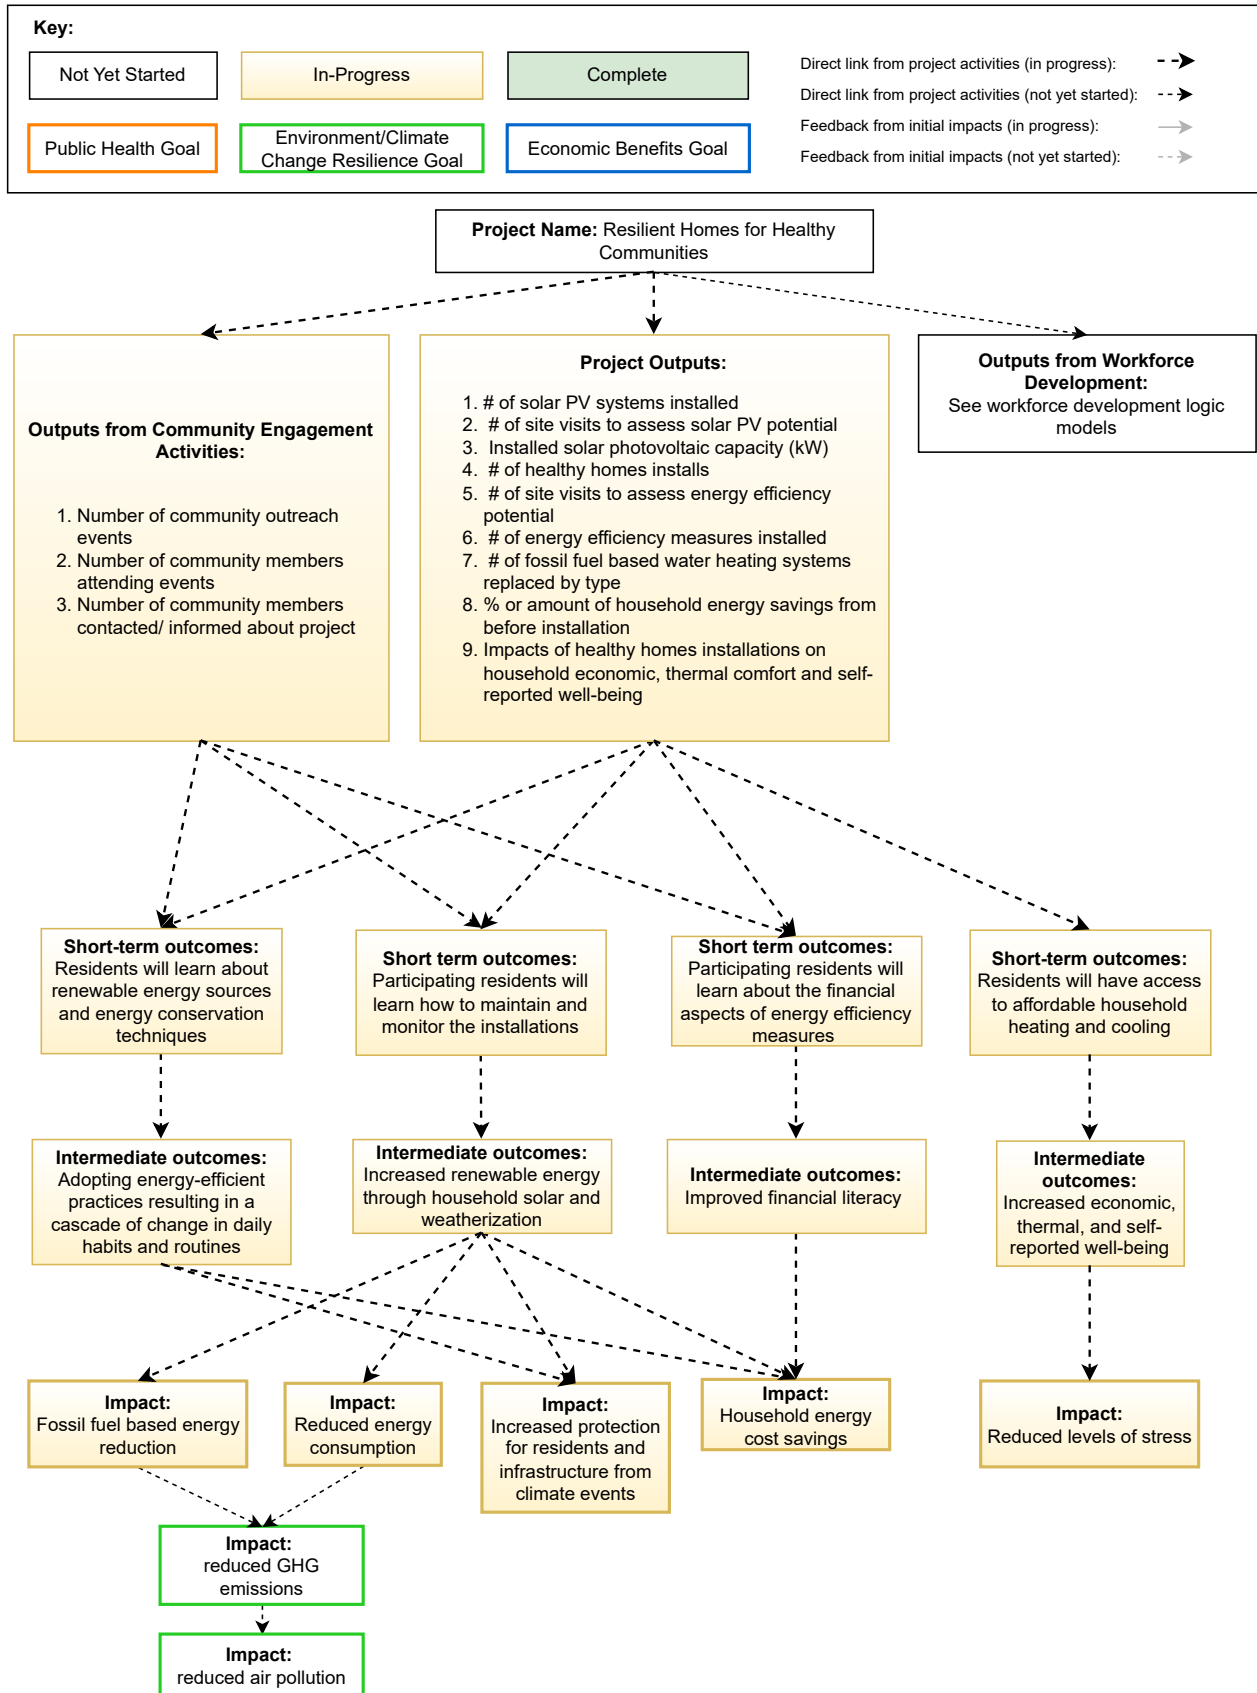 Key:
Not Yet Started
In-Progress
Complete
Public Health Goal
Environment/Climate
Change Resilience Goal
Economic Benefits Goal
Direct link from project activities (in progress):
Direct link from project activities (not yet started):
Feedback from initial impacts (in progress):
Feedback from initial impacts (not yet started):
Project Name: Resilient Homes for Healthy
Communities
Outputs from Community Engagement
Activities:
1. Number of community outreach
events
2. Number of community members
attending events
3. Number of community members
contacted/ informed about project
Project Outputs:
1. # of solar PV systems installed
2. # of site visits to assess solar PV potential
3. Installed solar photovoltaic capacity (kW)
4. # of healthy homes installs
5. # of site visits to assess energy efficiency
potential
6. # of energy efficiency measures installed
7. # of fossil fuel based water heating systems
replaced by type
8. % or amount of household energy savings from
before installation
9. Impacts of healthy homes installations on
household economic, thermal comfort and self-
reported well-being
Outputs from Workforce
Development:
See workforce development logic
models
Short-term outcomes:
Residents will learn about
renewable energy sources
and energy conservation
techniques
Short term outcomes:
Participating residents will
learn how to maintain and
monitor the installations
Short term outcomes:
Participating residents will
learn about the financial
aspects of energy efficiency
measures
Short-term outcomes:
Residents will have access
to affordable household
heating and cooling
Intermediate outcomes:
Adopting energy-efficient
practices resulting in a
cascade of change in daily
habits and routines
Intermediate outcomes:
Increased renewable energy
through household solar and
weatherization
Intermediate outcomes:
Improved financial literacy
Intermediate
outcomes:
Increased economic,
thermal, and self-
reported well-being
Impact:
Fossil fuel based energy
reduction
Impact:
Reduced energy
consumption
Impact:
Increased protection
for residents and
infrastructure from
climate events
Impact:
Household energy
cost savings
Impact:
Reduced levels of stress
Impact:
reduced GHG
emissions
Impact:
reduced air pollution